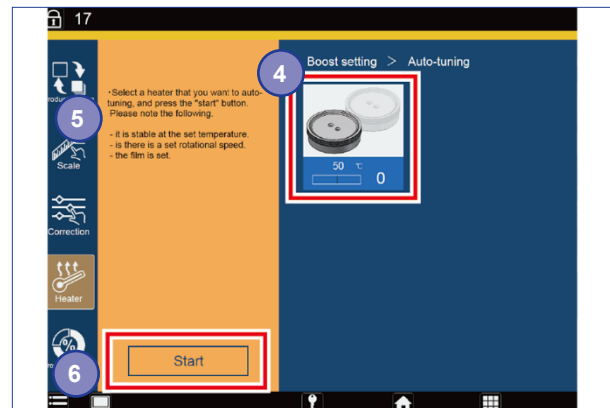 17
Boost setting > Auto-tuning
4
・Select a heater that you want to auto-
tuning, and press the "start" button.
Please note the following.
- it is stable at the set temperature.
- is there is a set rotational speed.
- the film is set.
5
Scale
Correction
Heater
%
6
50 ℃
0
Start